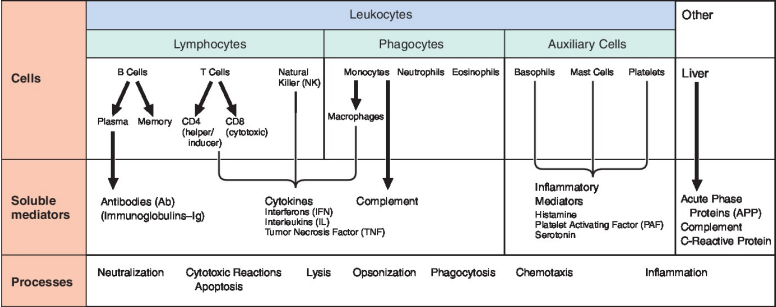 Leukocytes
Other
Lymphocytes
Phagocytes
Auxiliary Cells
Cells
B Cells
T Cells
Natural
Killer (NK)
Monocytes
Neutrophils
Eosinphils
Basophils
Mast Cells
Platelets
Liver
Plasma
Memory
CD4
(helper/
inducer)
CD8
(cytotoxic)
Macrophages
Soluble
mediators
Antibodies (Ab)
(Immunoglobulins–Ig)
Cytokines
Interferons (IFN)
Interleukins (IL)
Tumor Necrosis Factor (TNF)
Complement
Inflammatory
Mediators
Histamine
Platelet Activating Factor (PAF)
Serotonin
Acute Phase
Proteins (APP)
Complement
C-Reactive Protein
Processes
Neutralization
Cytotoxic Reactions
Apoptosis
Lysis
Opsonization
Phagocytosis
Chemotaxis
Inflammation